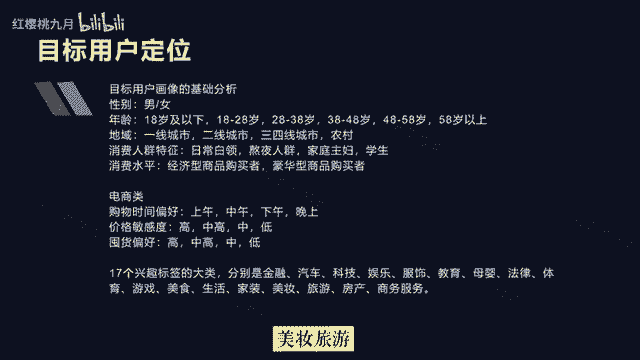 红樱桃九月 bilibili
目标用户定位
目标用户画像的基础分析
性别：男/女
年龄：18岁及以下，18-28岁，28-38岁，38-48岁，48-58岁，58岁以上
地域：一线城市，二线城市，三四线城市，农村
消费人群特征：日常白领，熬夜人群，家庭主妇，学生
消费水平：经济型商品购买者，豪华型商品购买者
电商类
购物时间偏好：上午，中午，下午，晚上
价格敏感度：高，中高，中，低
囤货偏好：高，中高，中，低
17个兴趣标签的大类，分别是金融、汽车、科技、娱乐、服饰、教育、母婴、法律、体
育、游戏、美食、生活、家装、美妆、旅游、房产、商务服务。
美妆旅游